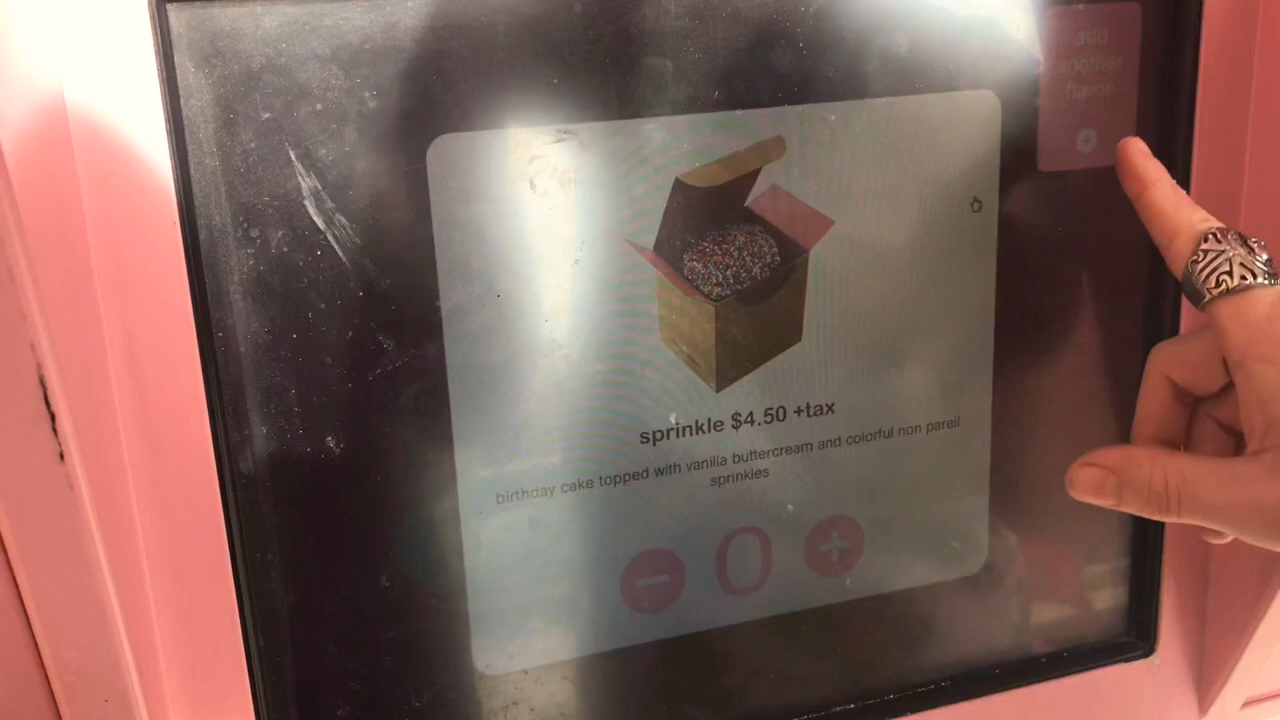 add
another
flavor
sprinkle $4.50 +tax
birthday cake topped with vanilla buttercream and colorful non pareil
sprinkles
- 0 +